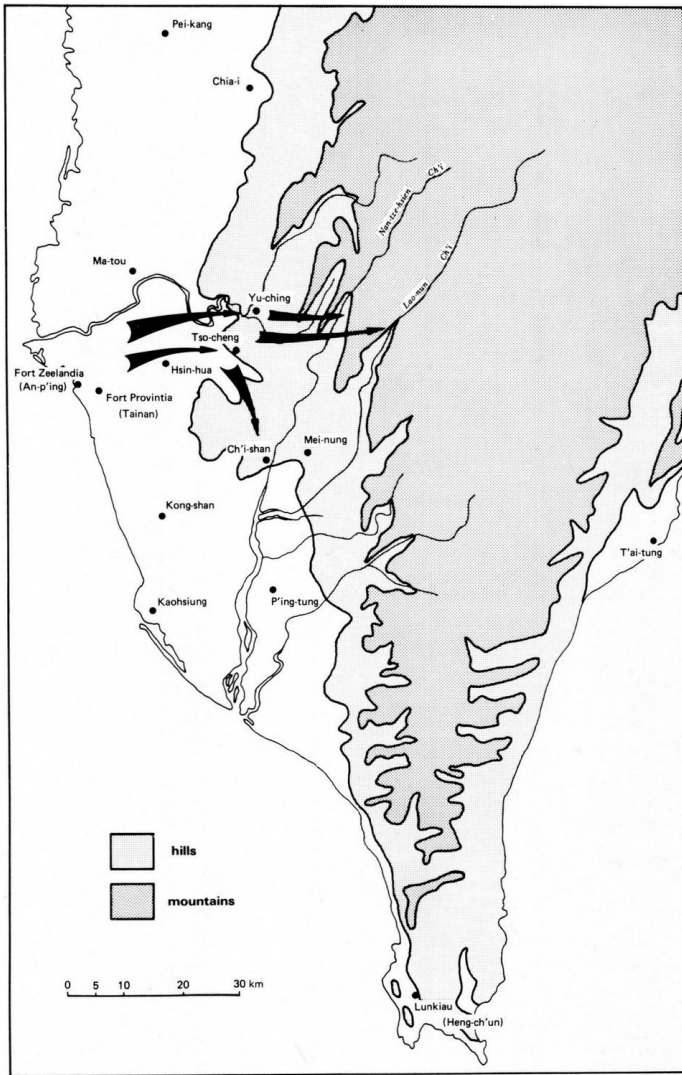 Pei-kang
Chia-i
Nan-tze-hsien Ch'i
Lao-nun Ch'i
Ma-tou
Yu-ching
Tso-cheng
Fort Zeelandia
(An-p'ing)
Hsin-hua
Fort Provintia
(Tainan)
Ch'i-shan
Mei-nung
Kong-shan
T'ai-tung
Kaohsiung
P'ing-tung
hills
mountains
0 5 10 20 30 km
Lunkiau
(Heng-ch'un)